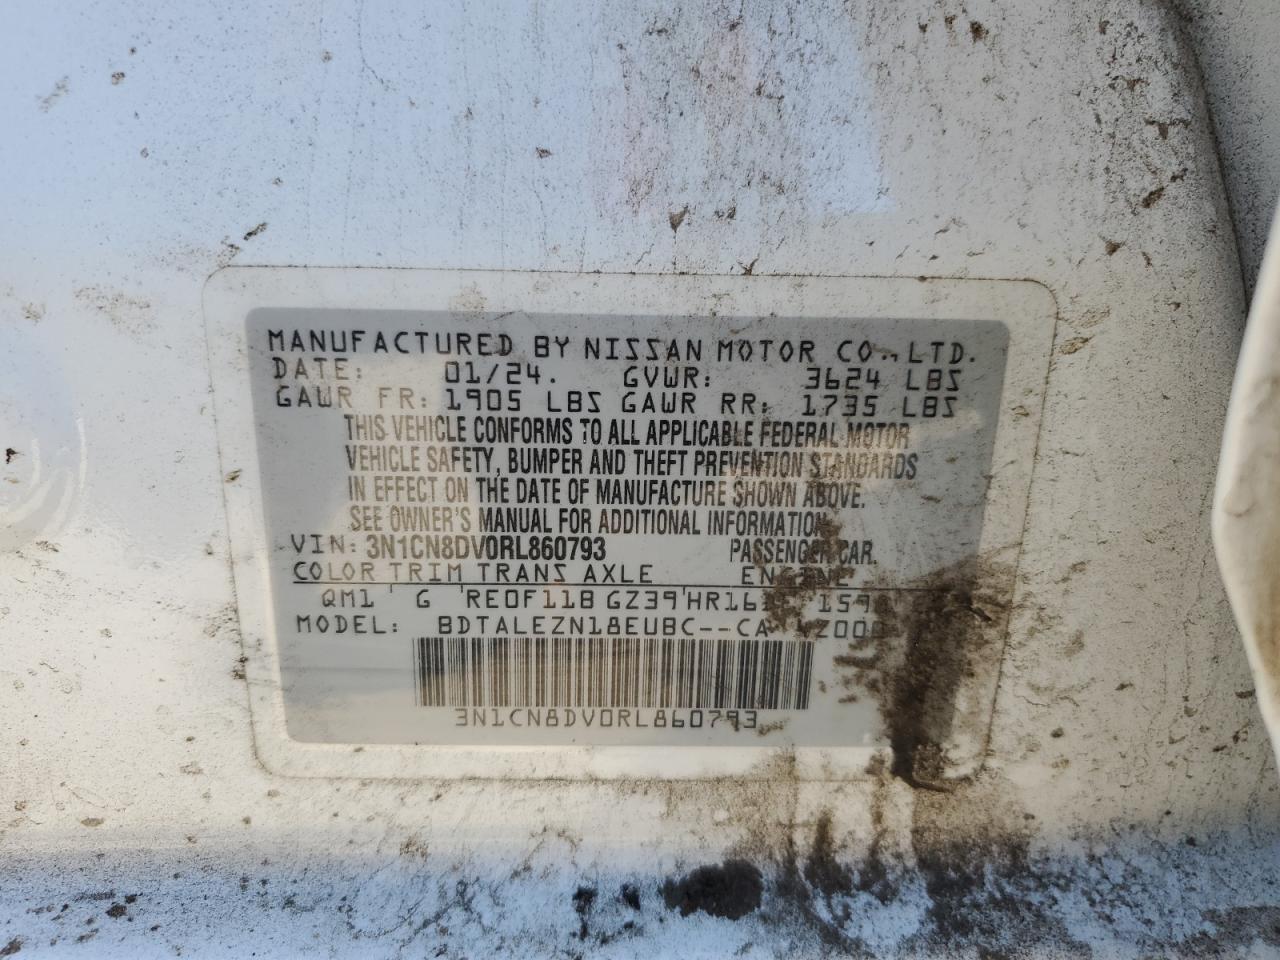 MANUFACTURED BY NISSAN MOTOR CO., LTD.
DATE: 01/24. GVWR: 3624 LBS
GAWR FR: 1905 LBS GAWR RR: 1735 LBS
THIS VEHICLE CONFORMS TO ALL APPLICABLE FEDERAL MOTOR
VEHICLE SAFETY, BUMPER AND THEFT PREVENTION STANDARDS
IN EFFECT ON THE DATE OF MANUFACTURE SHOWN ABOVE.
SEE OWNER'S MANUAL FOR ADDITIONAL INFORMATION.
VIN: 3N1CN8DV0RL860793 PASSENGER CAR.
COLOR TRIM TRANS AXLE ENGINE
QM1 G RE0F11B GZ39
MODEL: BDTALEZN18EUBC--CA
3N1CN8DV0RL860793